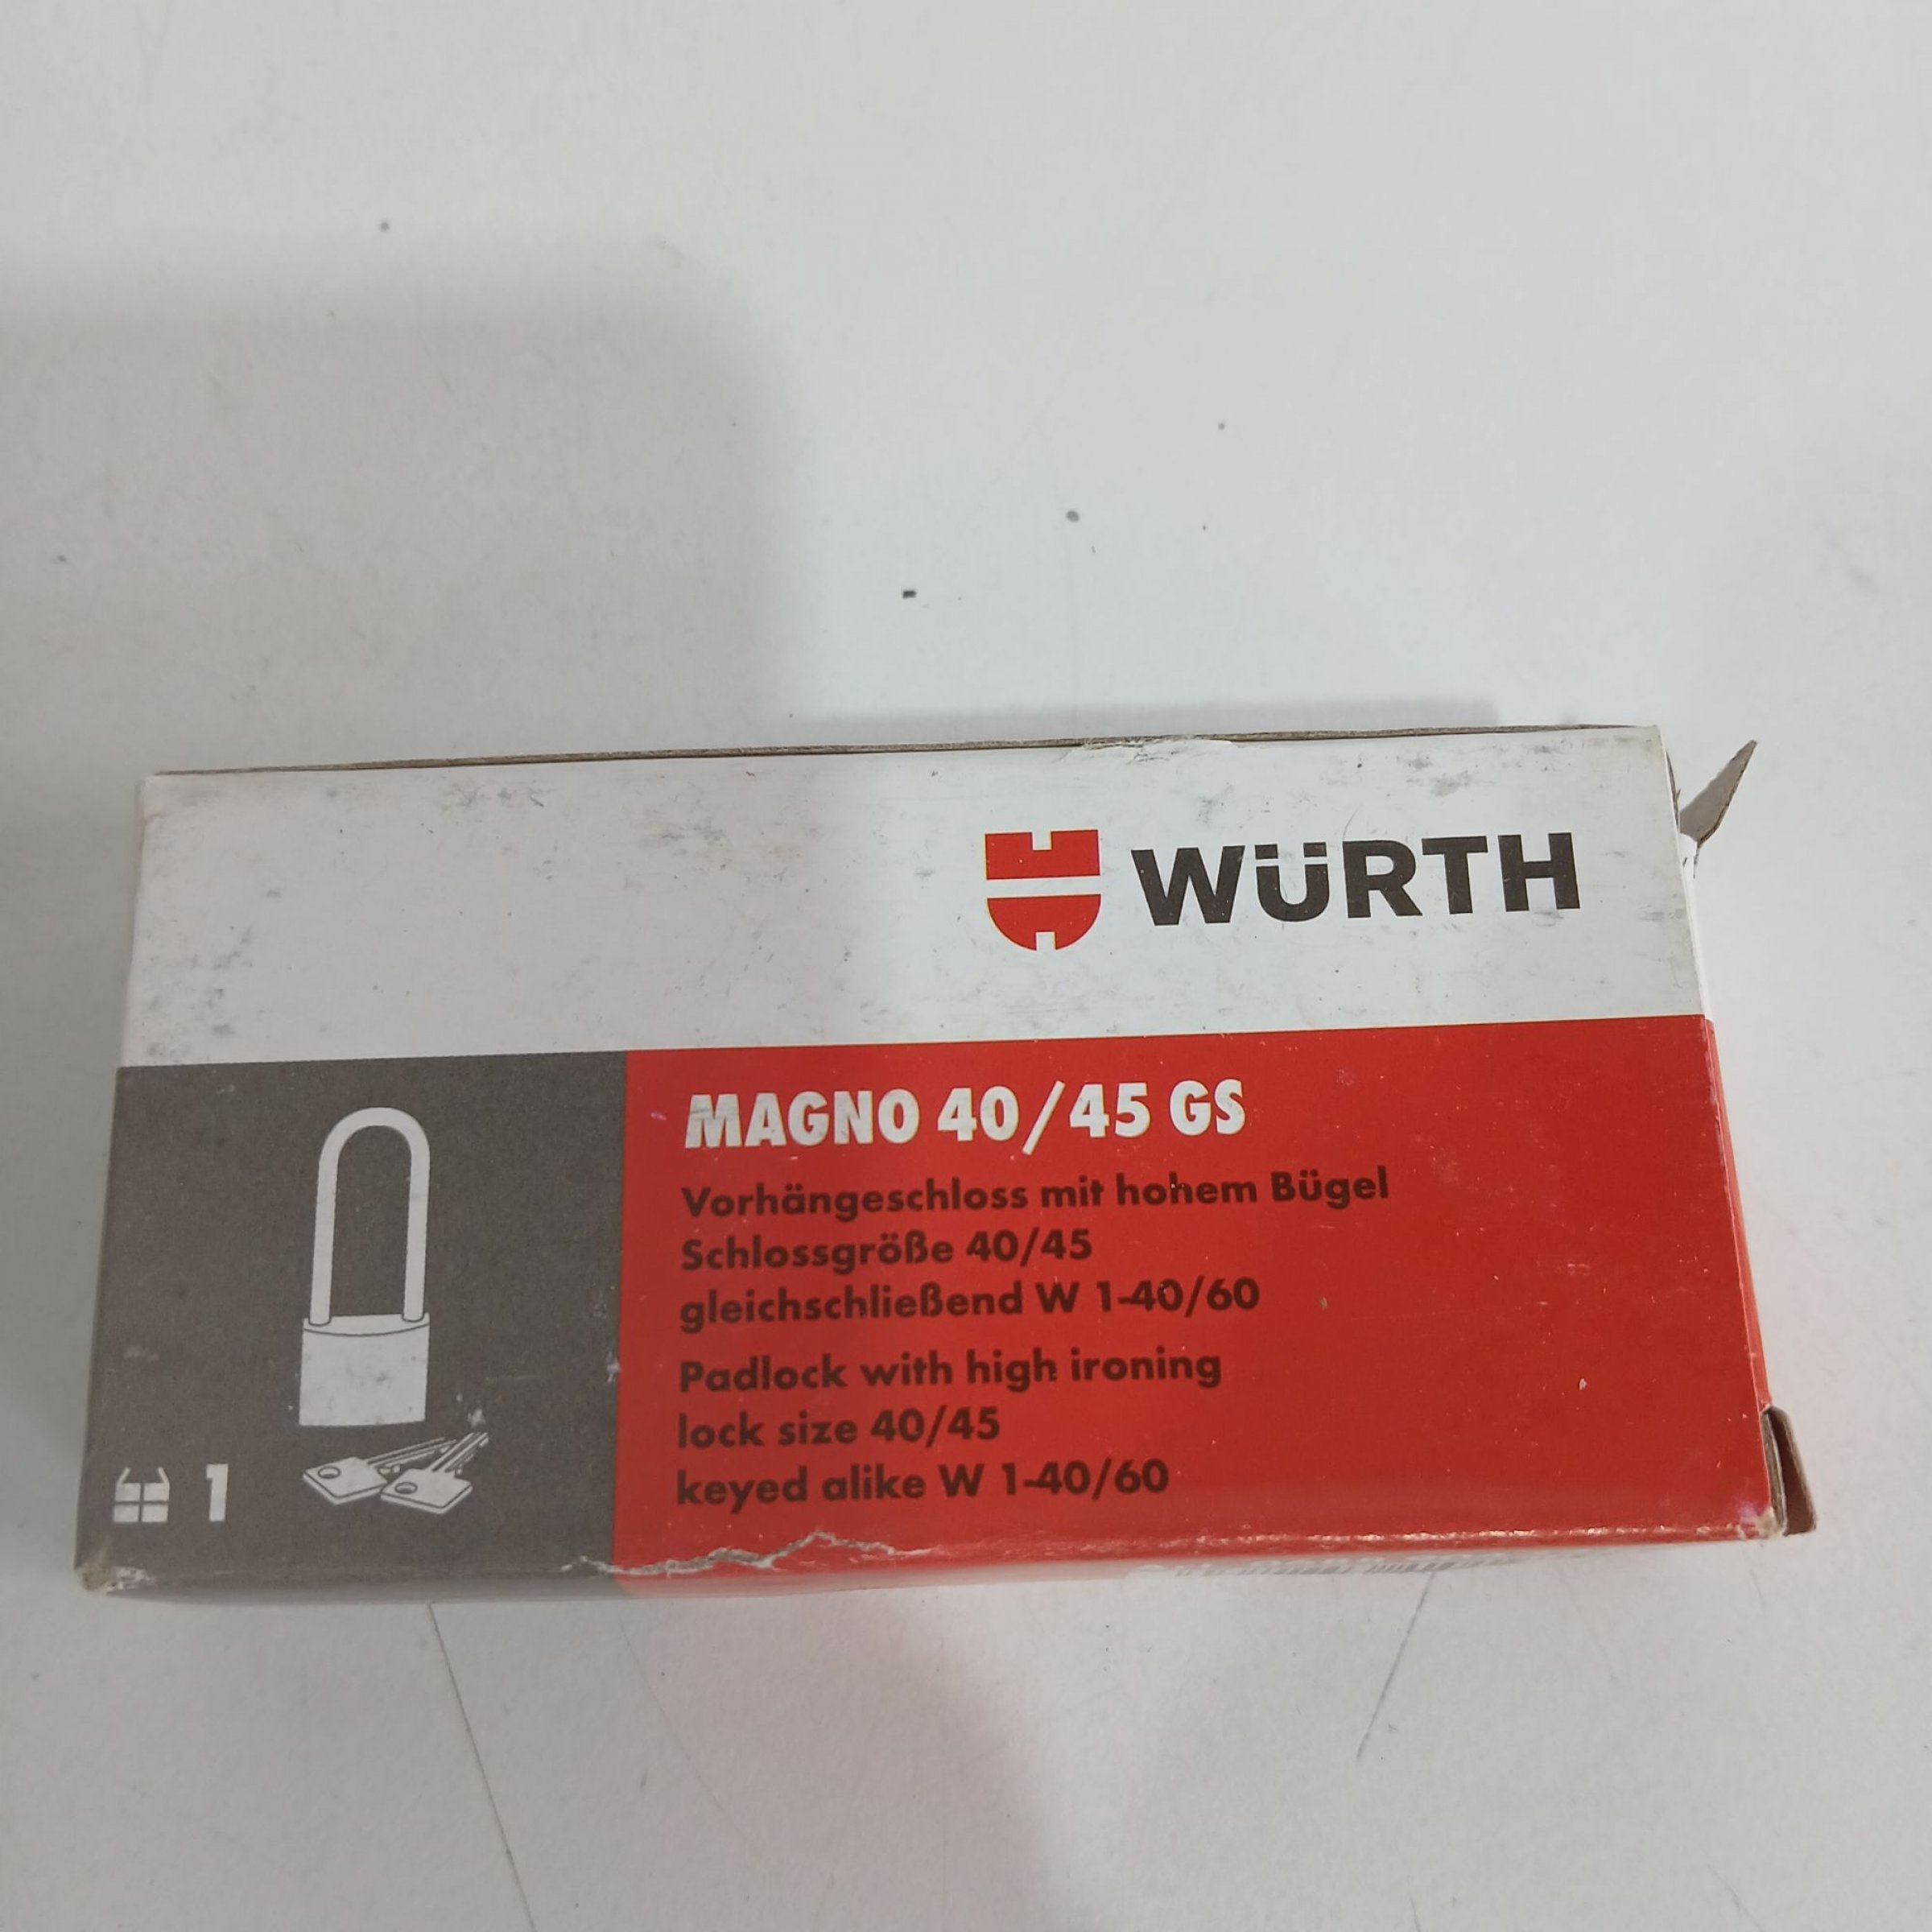 WÜRTH
MAGNO 40/45 GS
Vorhängeschloss mit hohem Bügel
Schlossgröße 40/45
gleichschließend W 1-40/60
Padlock with high ironing
lock size 40/45
keyed alike W 1-40/60
1